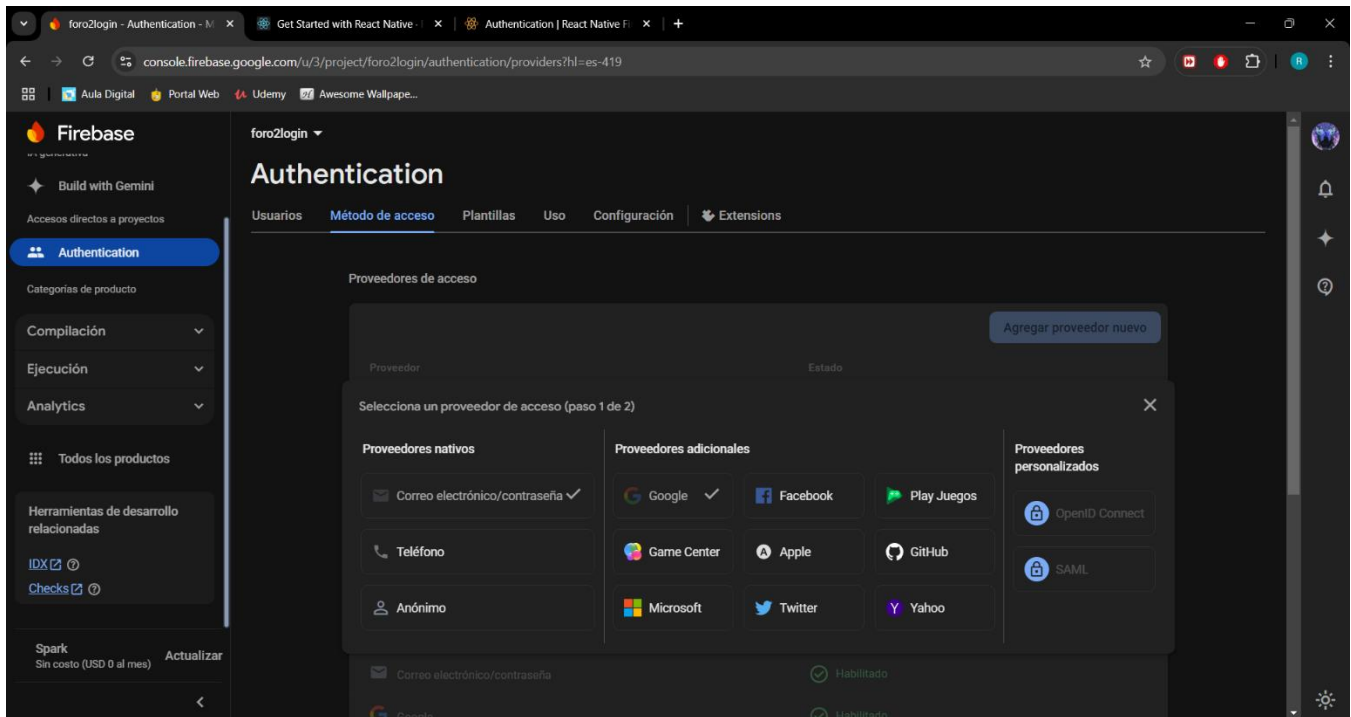 foro2login - Authentication - M
Get Started with React Native ·
Authentication | React Native Fi
console.firebase.google.com/u/3/project/foro2login/authentication/providers?hl=es-419
Aula Digital
Portal Web
Udemy
Awesome Wallpape...
R
Firebase
IA generativa
Build with Gemini
Accesos directos a proyectos
Authentication
Categorías de producto
Compilación
Ejecución
Analytics
Todos los productos
Herramientas de desarrollo
relacionadas
IDX
Checks
Spark
Sin costo (USD 0 al mes)
Actualizar
foro2login
Authentication
Usuarios
Método de acceso
Plantillas
Uso
Configuración
Extensions
Proveedores de acceso
Agregar proveedor nuevo
Proveedor
Estado
Selecciona un proveedor de acceso (paso 1 de 2)
Proveedores nativos
Correo electrónico/contraseña
Teléfono
Anónimo
Proveedores adicionales
Google
Facebook
Play Juegos
Game Center
Apple
GitHub
Microsoft
Twitter
Yahoo
Proveedores
personalizados
OpenID Connect
SAML
Correo electrónico/contraseña
Habilitado
Google
Habilitado